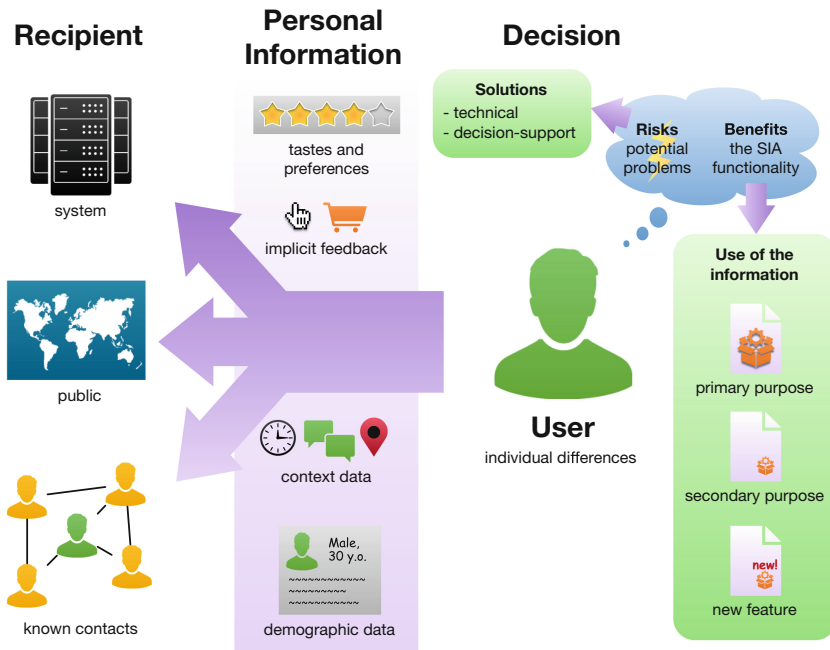 Recipient
system
public
known contacts
Personal
Information
tastes and
preferences
implicit feedback
context data
Male,
30 y.o.
demographic data
Decision
Solutions
- technical
- decision-support
Risks
potential
problems
Benefits
the SIA
functionality
User
individual differences
Use of the
information
primary purpose
secondary purpose
new!
new feature